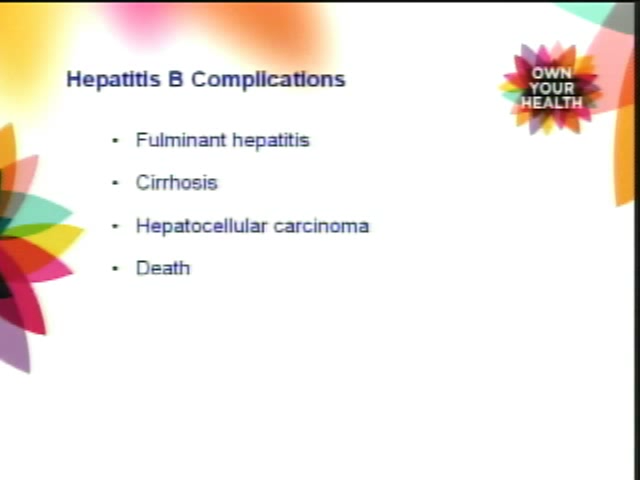 Hepatitis B Complications
OWN
YOUR
HEALTH
• Fulminant hepatitis
• Cirrhosis
• Hepatocellular carcinoma
• Death